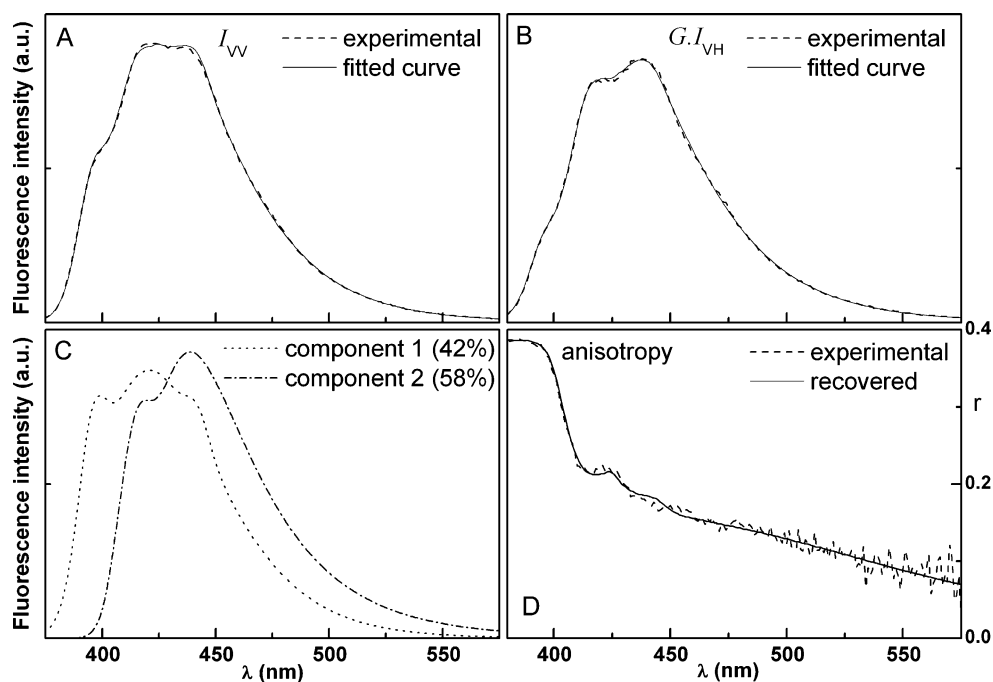 A
I_VV
experimental
fitted curve
B
G.I_VH
experimental
fitted curve
Fluorescence intensity (a.u.)
C
component 1 (42%)
component 2 (58%)
Fluorescence intensity (a.u.)
400 450 500 550
λ (nm)
anisotropy
experimental
recovered
D
0.4
r
0.2
0.0
400 450 500 550
λ (nm)